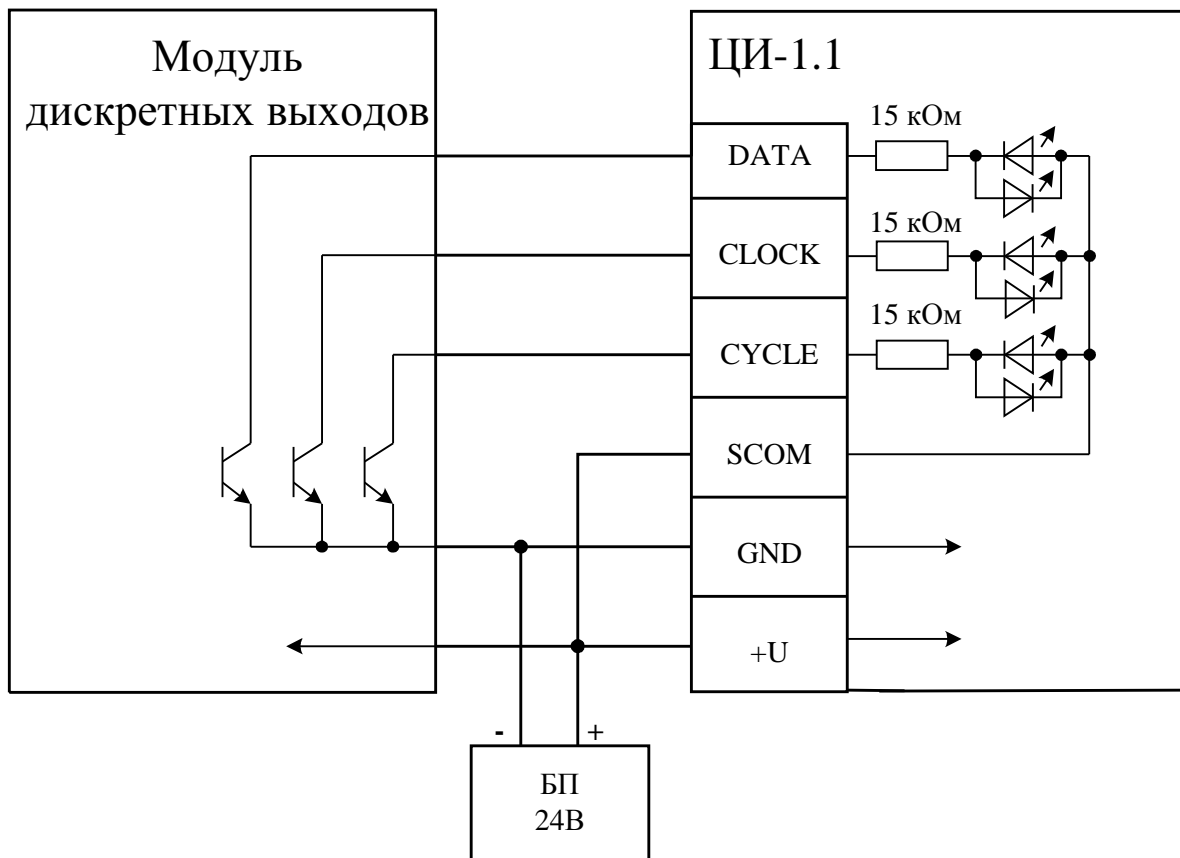 Модуль
дискретных выходов
ЦИ-1.1
15 кОм
DATA
15 кОм
CLOCK
15 кОм
CYCLE
SCOM
GND
+U
- +
БП
24В